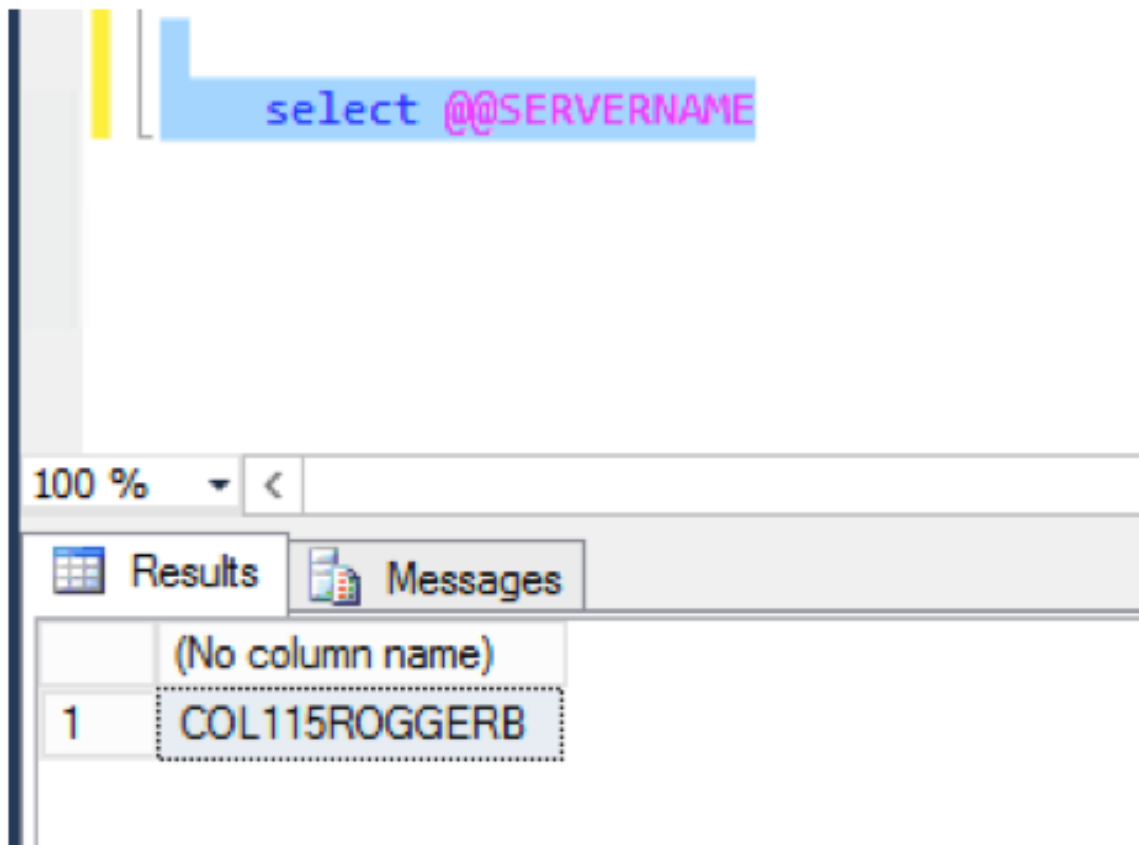 select @@SERVERNAME
100 %
Results Messages
(No column name)
1 COL115ROGGERB